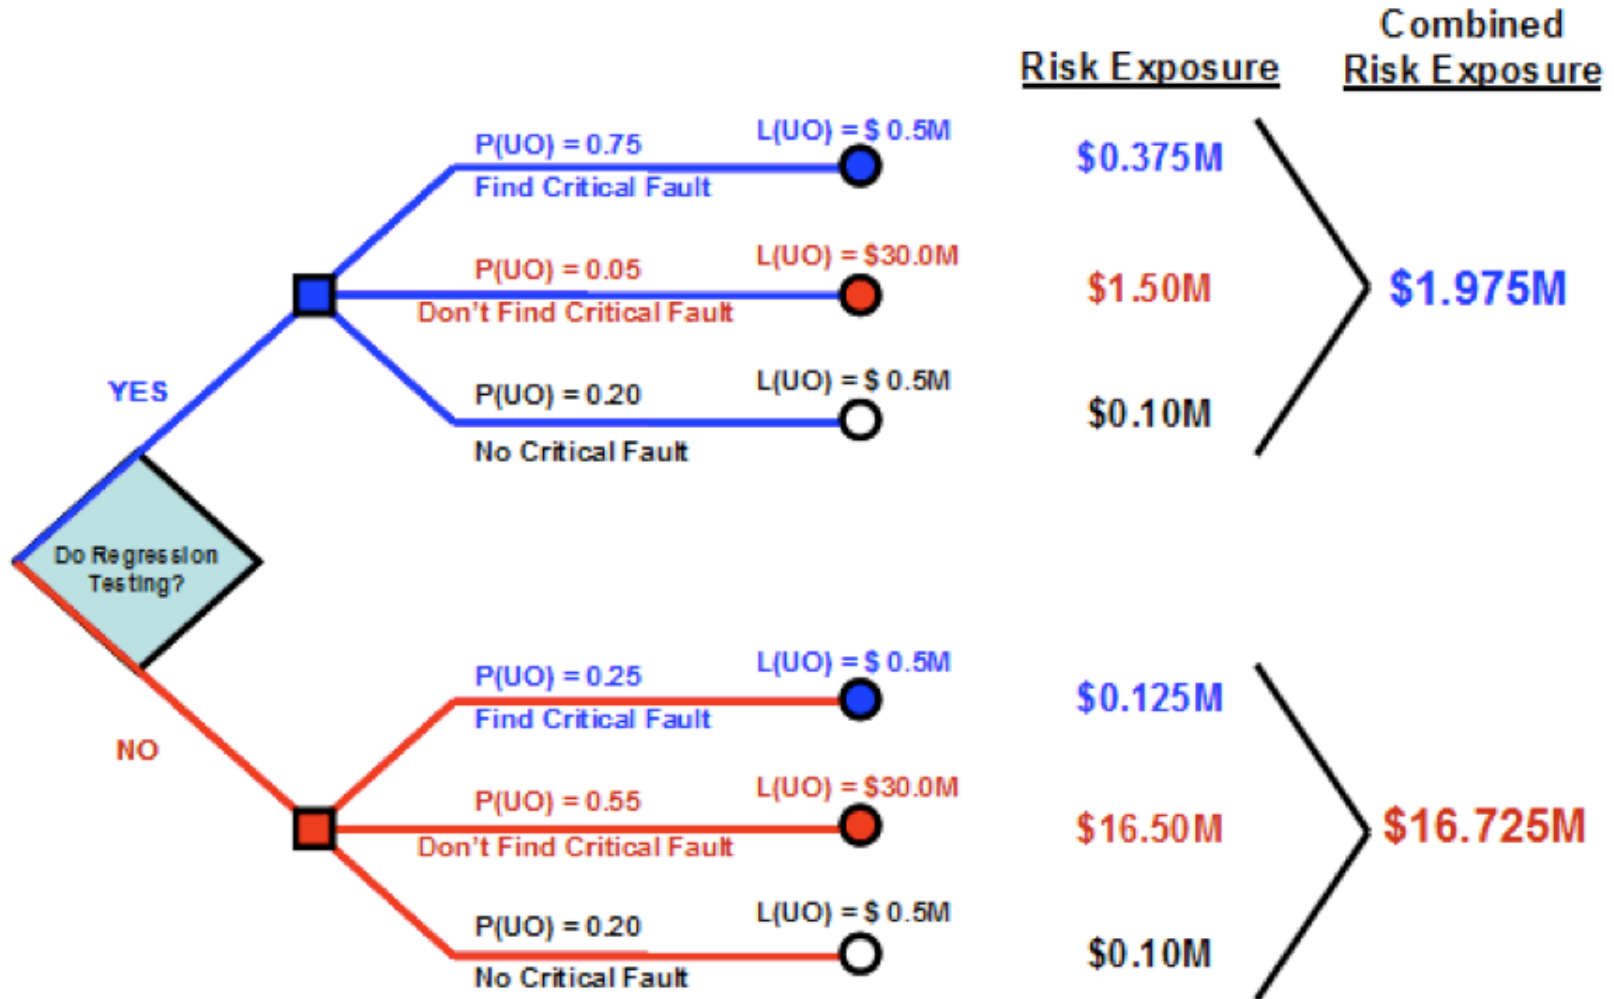 Combined
Risk Exposure Risk Exposure
P(UO) = 0.75 L(UO) = $ 0.5M
Find Critical Fault $0.375M
P(UO) = 0.05 L(UO) = $30.0M
Don't Find Critical Fault $1.50M $1.975M
YES
P(UO) = 0.20 L(UO) = $ 0.5M
No Critical Fault $0.10M
Do Regression
Testing?
NO
P(UO) = 0.25 L(UO) = $ 0.5M
Find Critical Fault $0.125M
P(UO) = 0.55 L(UO) = $30.0M
Don't Find Critical Fault $16.50M $16.725M
P(UO) = 0.20 L(UO) = $ 0.5M
No Critical Fault $0.10M